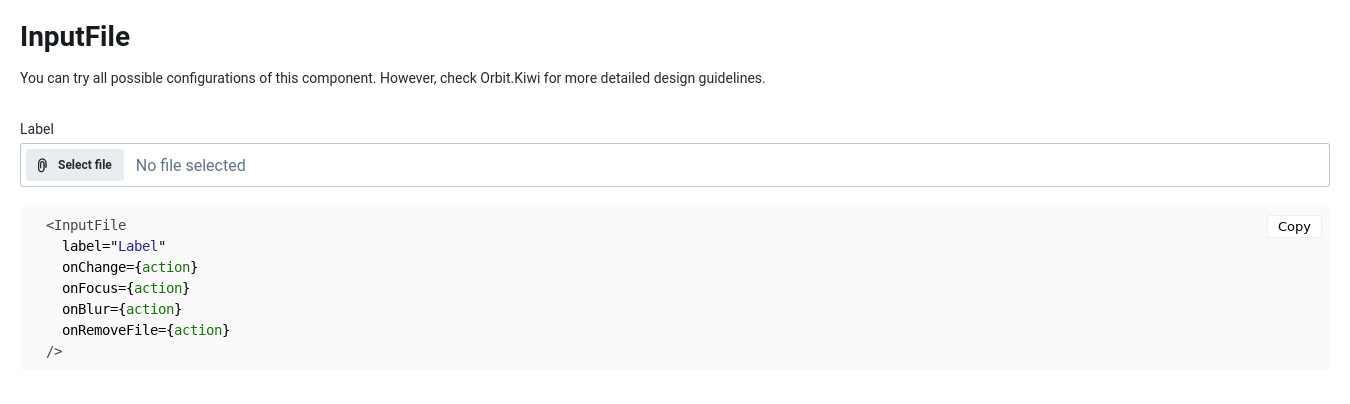 InputFile
You can try all possible configurations of this component. However, check Orbit.Kiwi for more detailed design guidelines.
Label
Select file No file selected
<InputFile
Copy
label="Label"
onChange={action}
onFocus={action}
onBlur={action}
onRemoveFile={action}
/>